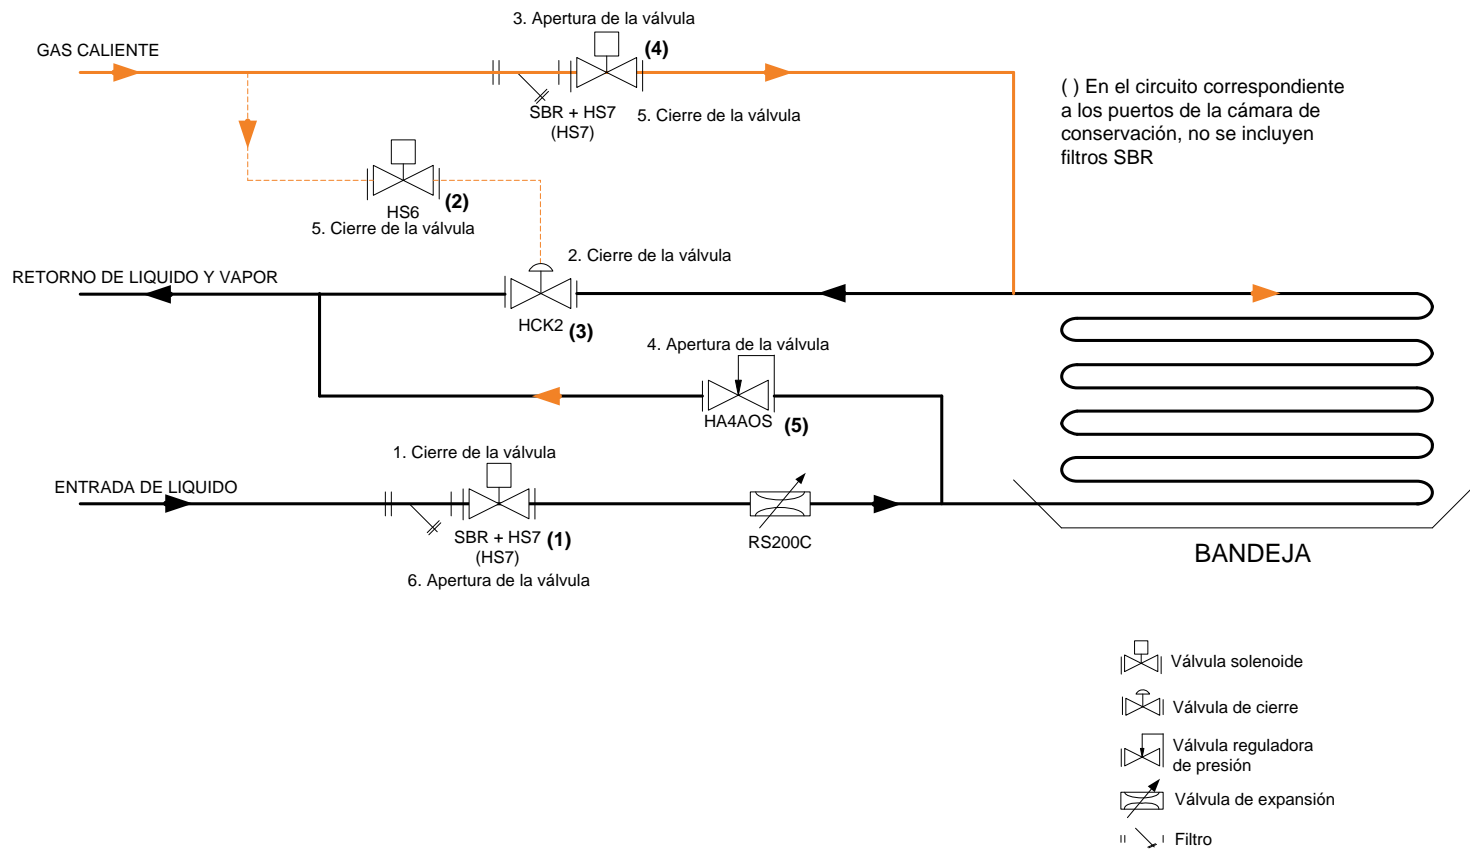 3. Apertura de la válvula
GAS CALIENTE
(4)
SBR + HS7
(HS7)
5. Cierre de la válvula
( ) En el circuito correspondiente
a los puertos de la cámara de
conservación, no se incluyen
filtros SBR
HS6
(2)
5. Cierre de la válvula
2. Cierre de la válvula
RETORNO DE LIQUIDO Y VAPOR
HCK2
(3)
4. Apertura de la válvula
HA4AOS
(5)
1. Cierre de la válvula
ENTRADA DE LIQUIDO
SBR + HS7
(1)
(HS7)
6. Apertura de la válvula
RS200C
BANDEJA
Válvula solenoide
Válvula de cierre
Válvula reguladora
de presión
Válvula de expansión
Filtro